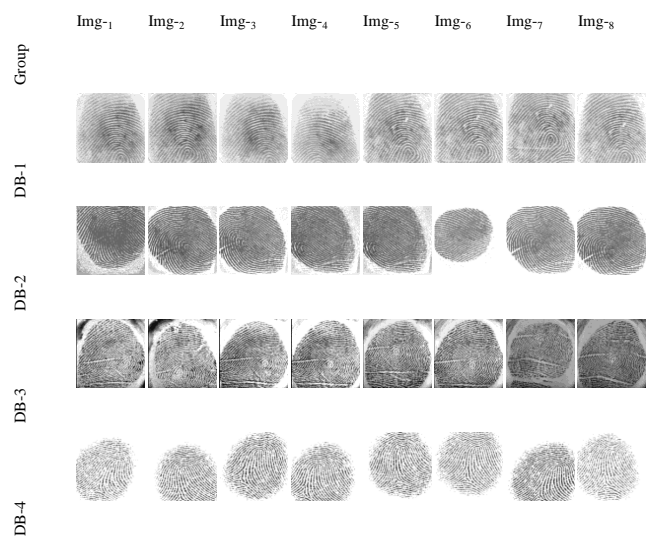 Img-₁ Img-₂ Img-₃ Img-₄ Img-₅ Img-₆ Img-₇ Img-₈
Group
DB-1
DB-2
DB-3
DB-4